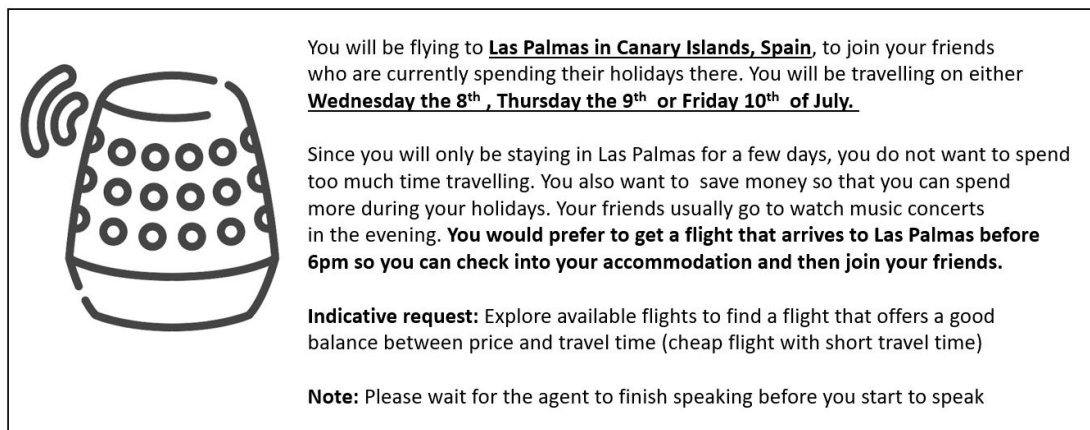 You will be flying to Las Palmas in Canary Islands, Spain, to join your friends
who are currently spending their holidays there. You will be travelling on either
Wednesday the 8th , Thursday the 9th or Friday 10th of July.
Since you will only be staying in Las Palmas for a few days, you do not want to spend
too much time travelling. You also want to save money so that you can spend
more during your holidays. Your friends usually go to watch music concerts
in the evening. You would prefer to get a flight that arrives to Las Palmas before
6pm so you can check into your accommodation and then join your friends.
Indicative request: Explore available flights to find a flight that offers a good
balance between price and travel time (cheap flight with short travel time)
Note: Please wait for the agent to finish speaking before you start to speak